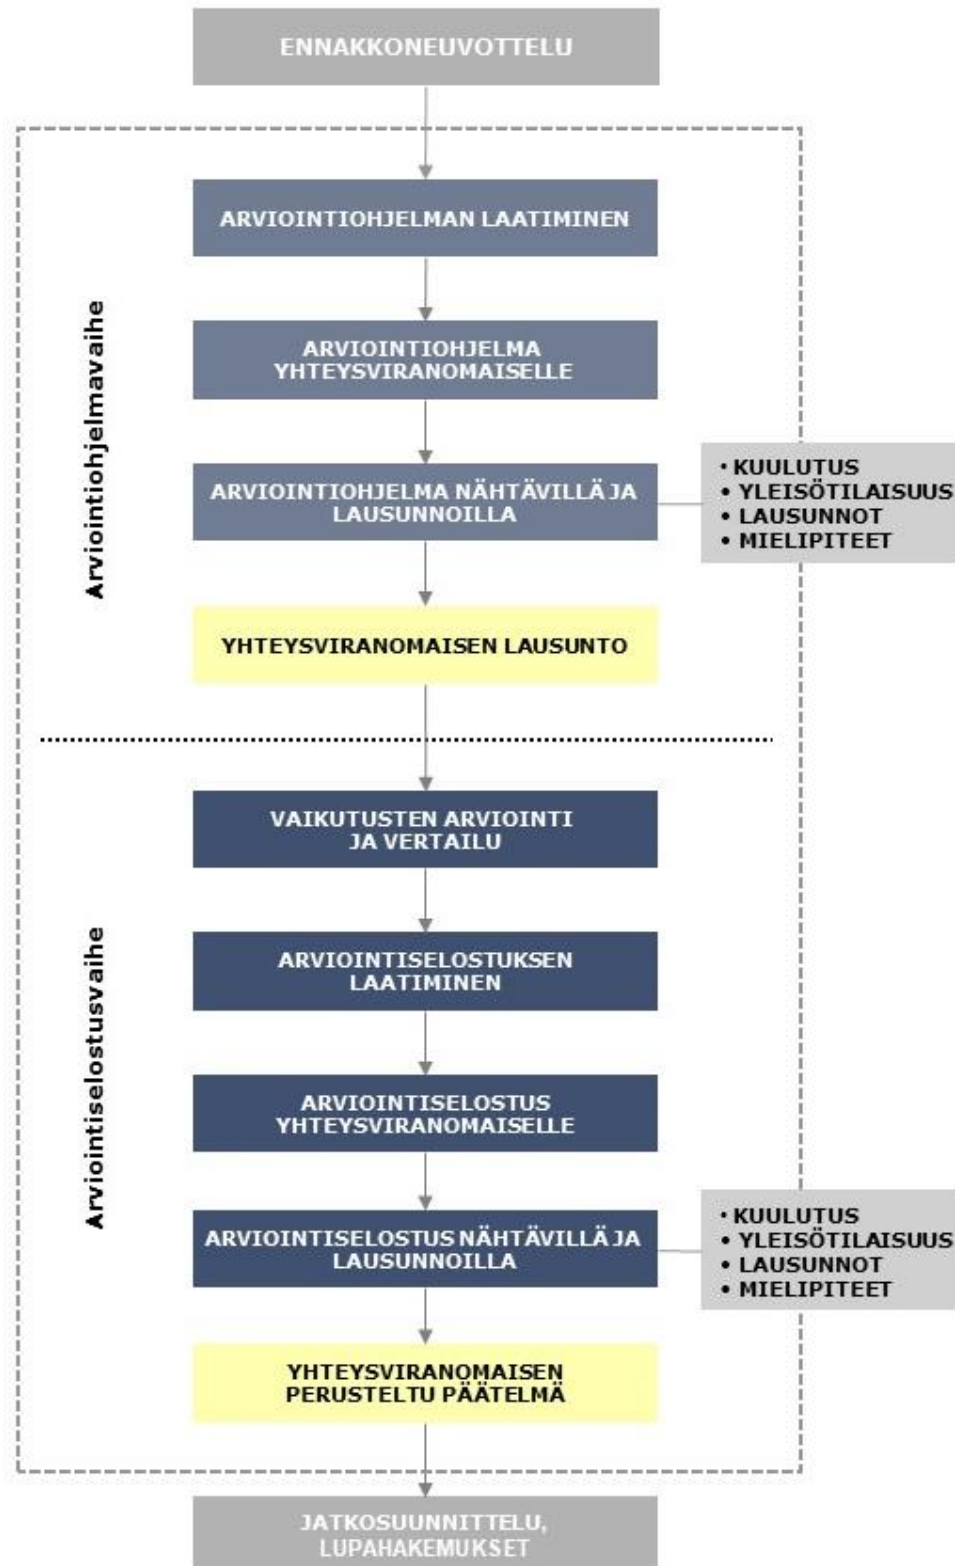 ENNAKKONEUVOTTELU
ARVIOINTIOHJELMAN LAATIMINEN
ARVIOINTIOHJELMA
YHTEYSVIRANOMAISELLE
ARVIOINTIOHJELMA NÄHTÄVILLÄ JA
LAUSUNNOILLA
• KUULUTUS
• YLEISÖTILAISUUS
• LAUSUNNOT
• MIELIPITEET
YHTEYSVIRANOMAISEN LAUSUNTO
Arviointiohjelmavaihe
VAIKUTUSTEN ARVIOINTI
JA VERTAILU
ARVIOINTISELOSTUKSEN
LAATIMINEN
ARVIOINTISELOSTUS
YHTEYSVIRANOMAISELLE
ARVIOINTISELOSTUS NÄHTÄVILLÄ JA
LAUSUNNOILLA
• KUULUTUS
• YLEISÖTILAISUUS
• LAUSUNNOT
• MIELIPITEET
YHTEYSVIRANOMAISEN
PERUSTELTU PÄÄTELMÄ
Arviointiselostusvaihe
JATKOSUUNNITTELU,
LUPAHAKEMUKSET